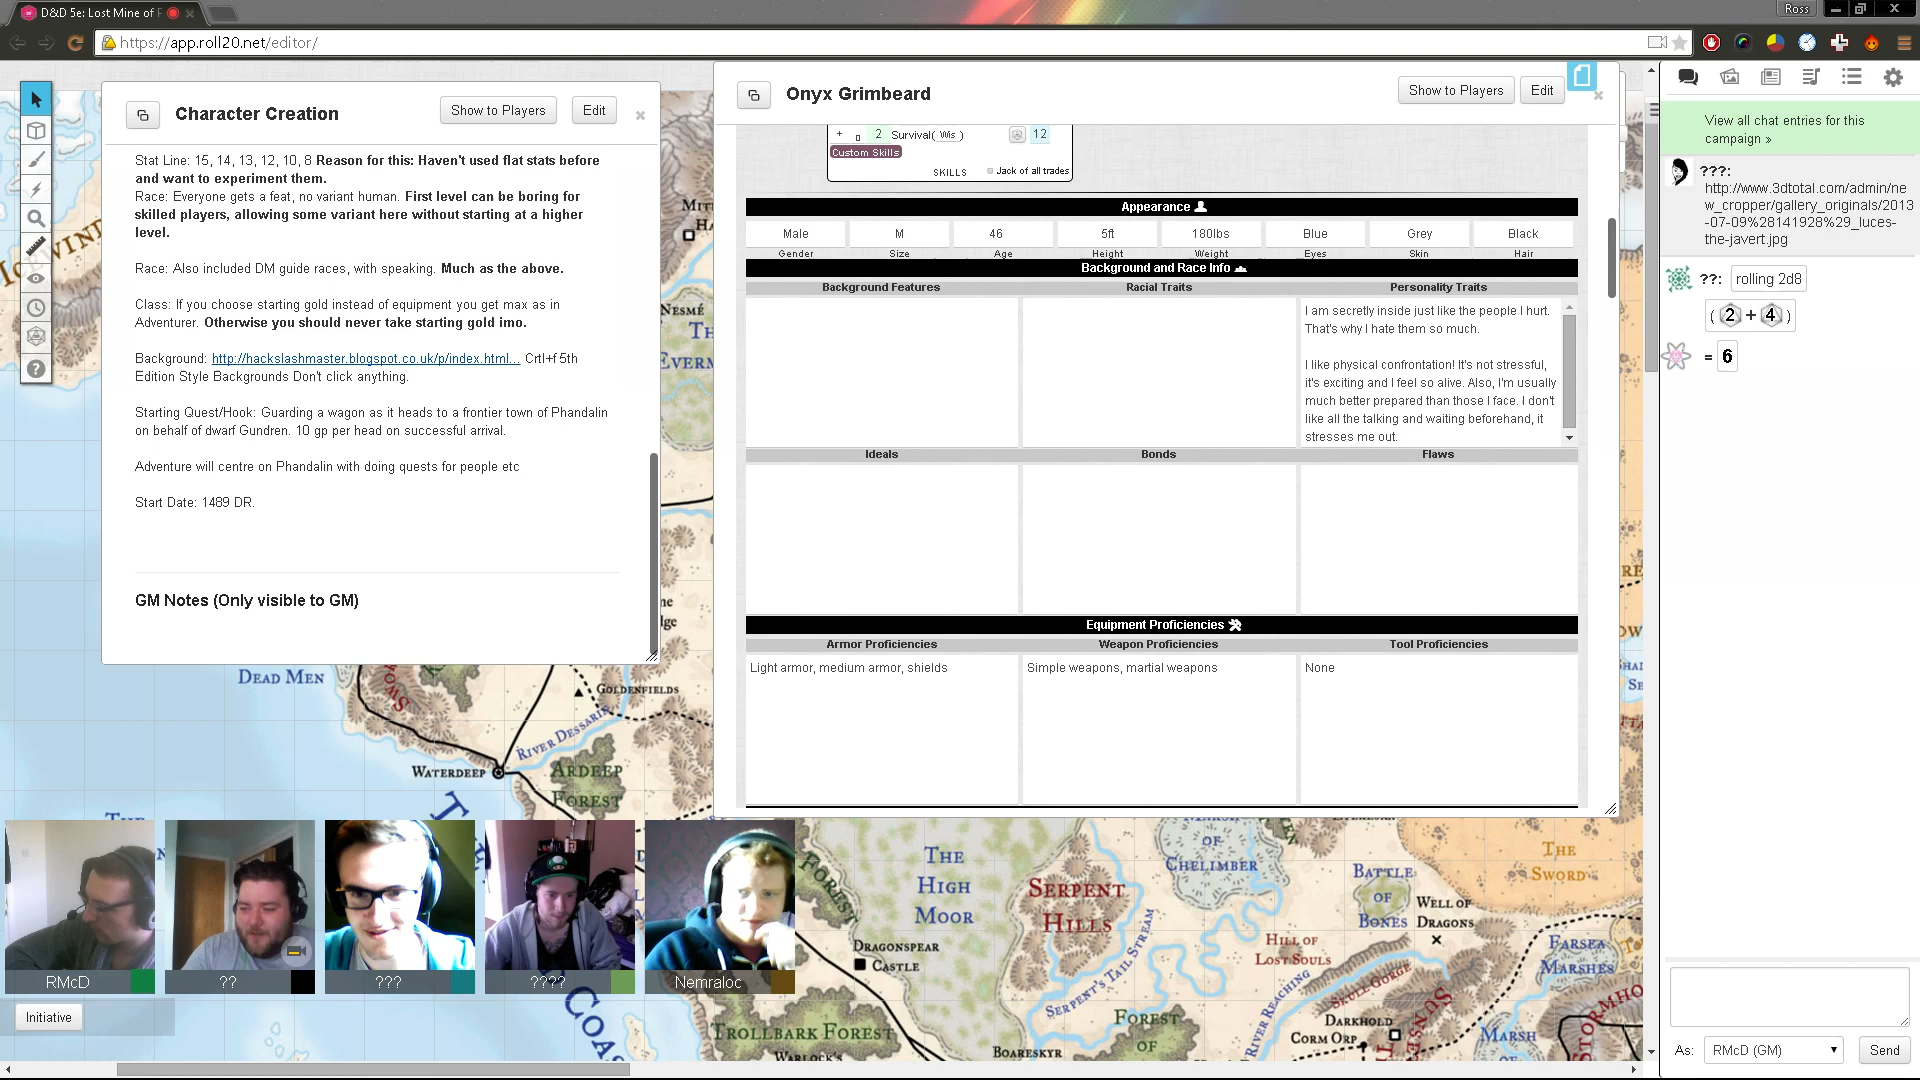 D&D 5e: Lost Mine of P
Ross
https://app.roll20.net/editor/
Character Creation
Show to Players
Edit
Stat Line: 15, 14, 13, 12, 10, 8 Reason for this: Haven't used flat stats before
and want to experiment them.
Race: Everyone gets a feat, no variant human. First level can be boring for
skilled players, allowing some variant here without starting at a higher
level.
Race: Also included DM guide races, with speaking. Much as the above.
Class: If you choose starting gold instead of equipment you get max as in
Adventurer. Otherwise you should never take starting gold imo.
Background: http://hackslashmaster.blogspot.co.uk/p/index.html... Crtl+f 5th
Edition Style Backgrounds Don't click anything.
Starting Quest/Hook: Guarding a wagon as it heads to a frontier town of Phandalin
on behalf of dwarf Gundren. 10 gp per head on successful arrival.
Adventure will centre on Phandalin with doing quests for people etc
Start Date: 1489 DR.
GM Notes (Only visible to GM)
Onyx Grimbeard
Show to Players
Edit
+ 2 Survival( Wis ) 12
Custom Skills
SKILLS Jack of all trades
Appearance
Male M 46 5ft 180lbs Blue Grey Black
Gender Size Age Height Weight Eyes Skin Hair
Background and Race Info
Background Features Racial Traits Personality Traits
I am secretly inside just like the people I hurt.
That's why I hate them so much.
I like physical confrontation! It's not stressful,
it's exciting and I feel so alive. Also, I'm usually
much better prepared than those I face. I don't
like all the talking and waiting beforehand, it
stresses me out.
Ideals Bonds Flaws
Equipment Proficiencies
Armor Proficiencies Weapon Proficiencies Tool Proficiencies
Light armor, medium armor, shields Simple weapons, martial weapons None
View all chat entries for this
campaign »
???:
http://www.3dtotal.com/admin/ne
w_cropper/gallery_originals/2013
-07-09%28141928%29_luces-
the-javert.jpg
??: rolling 2d8
( 2 + 4 )
= 6
As: RMcD (GM) Send
Nesmé
Dead Men
Goldenfields
River Dessarin
Waterdeep
Ardeep
Forest
The
High
Moor
Serpent
Hills
Serpent's Tail Stream
Dragonspear
Castle
Trollbark Forest
Warlock's
Boareskyr
Forest
of
Marsh
of
Chelimber
Battle
of
Bones
Well of
Dragons
Hill of
Lost Souls
River Reaching
Skull Gorge
Darkhold
Corm Orp
The
Sword
Farsea
Marshes
Marsh
of
RMcD
??
???
????
Nemraloc
Initiative